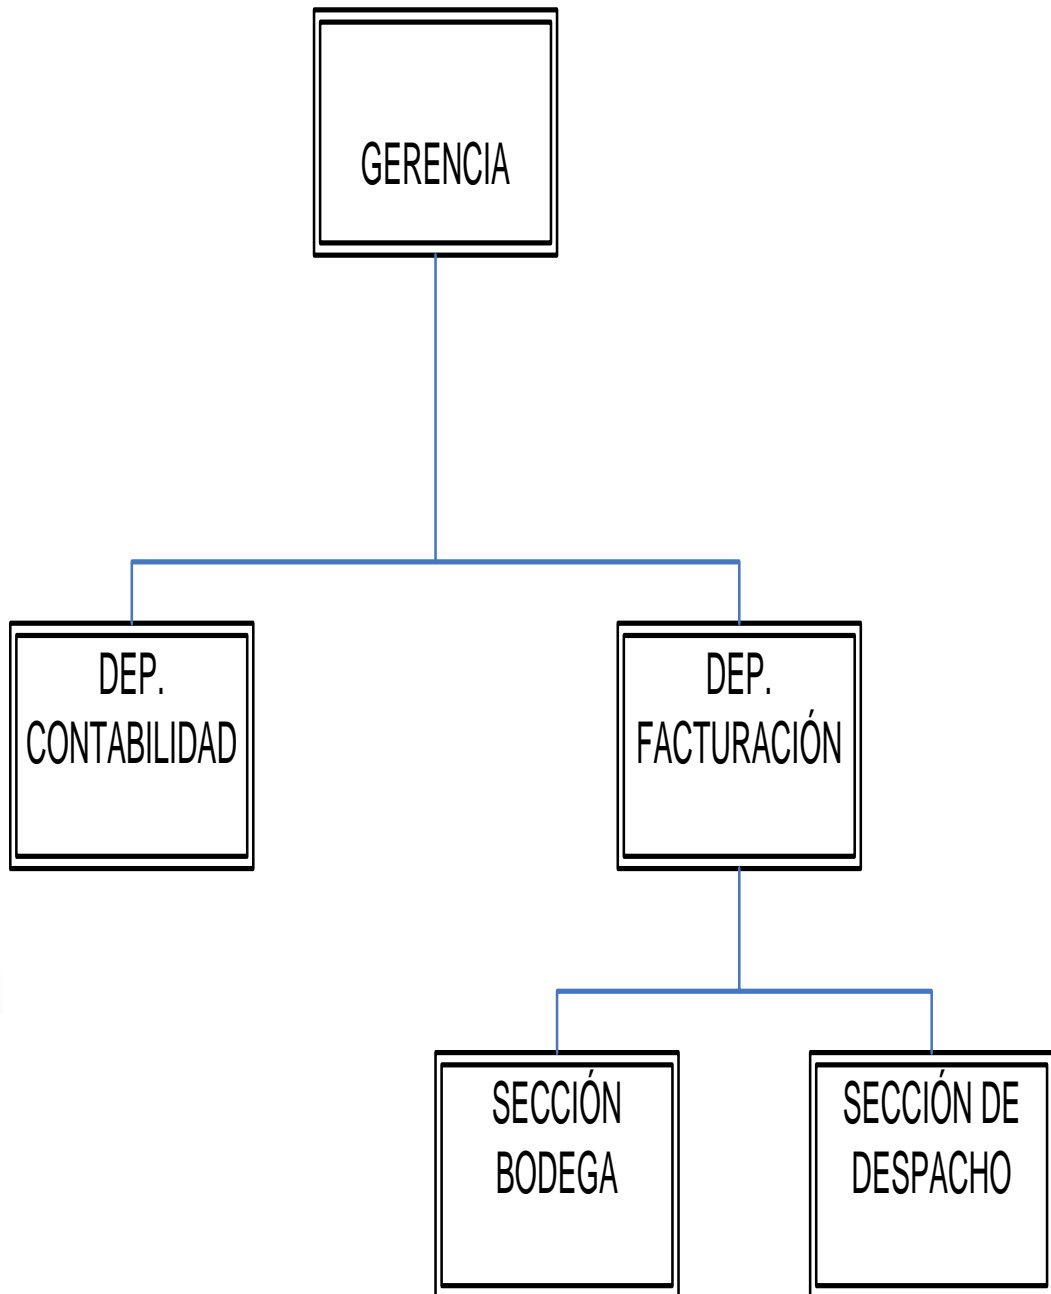 GERENCIA
DEP.
CONTABILIDAD
DEP.
FACTURACIÓN
SECCIÓN
BODEGA
SECCIÓN DE
DESPACHO